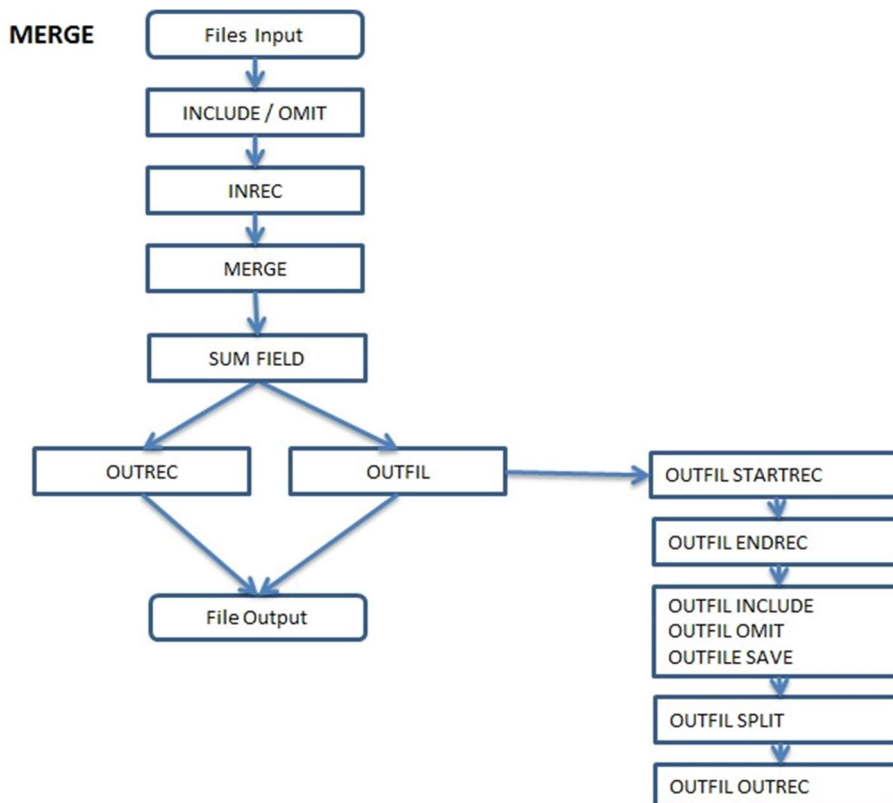 MERGE
Files Input
INCLUDE / OMIT
INREC
MERGE
SUM FIELD
OUTREC
OUTFIL
File Output
OUTFIL STARTREC
OUTFIL ENDREC
OUTFIL INCLUDE
OUTFIL OMIT
OUTFILE SAVE
OUTFIL SPLIT
OUTFIL OUTREC